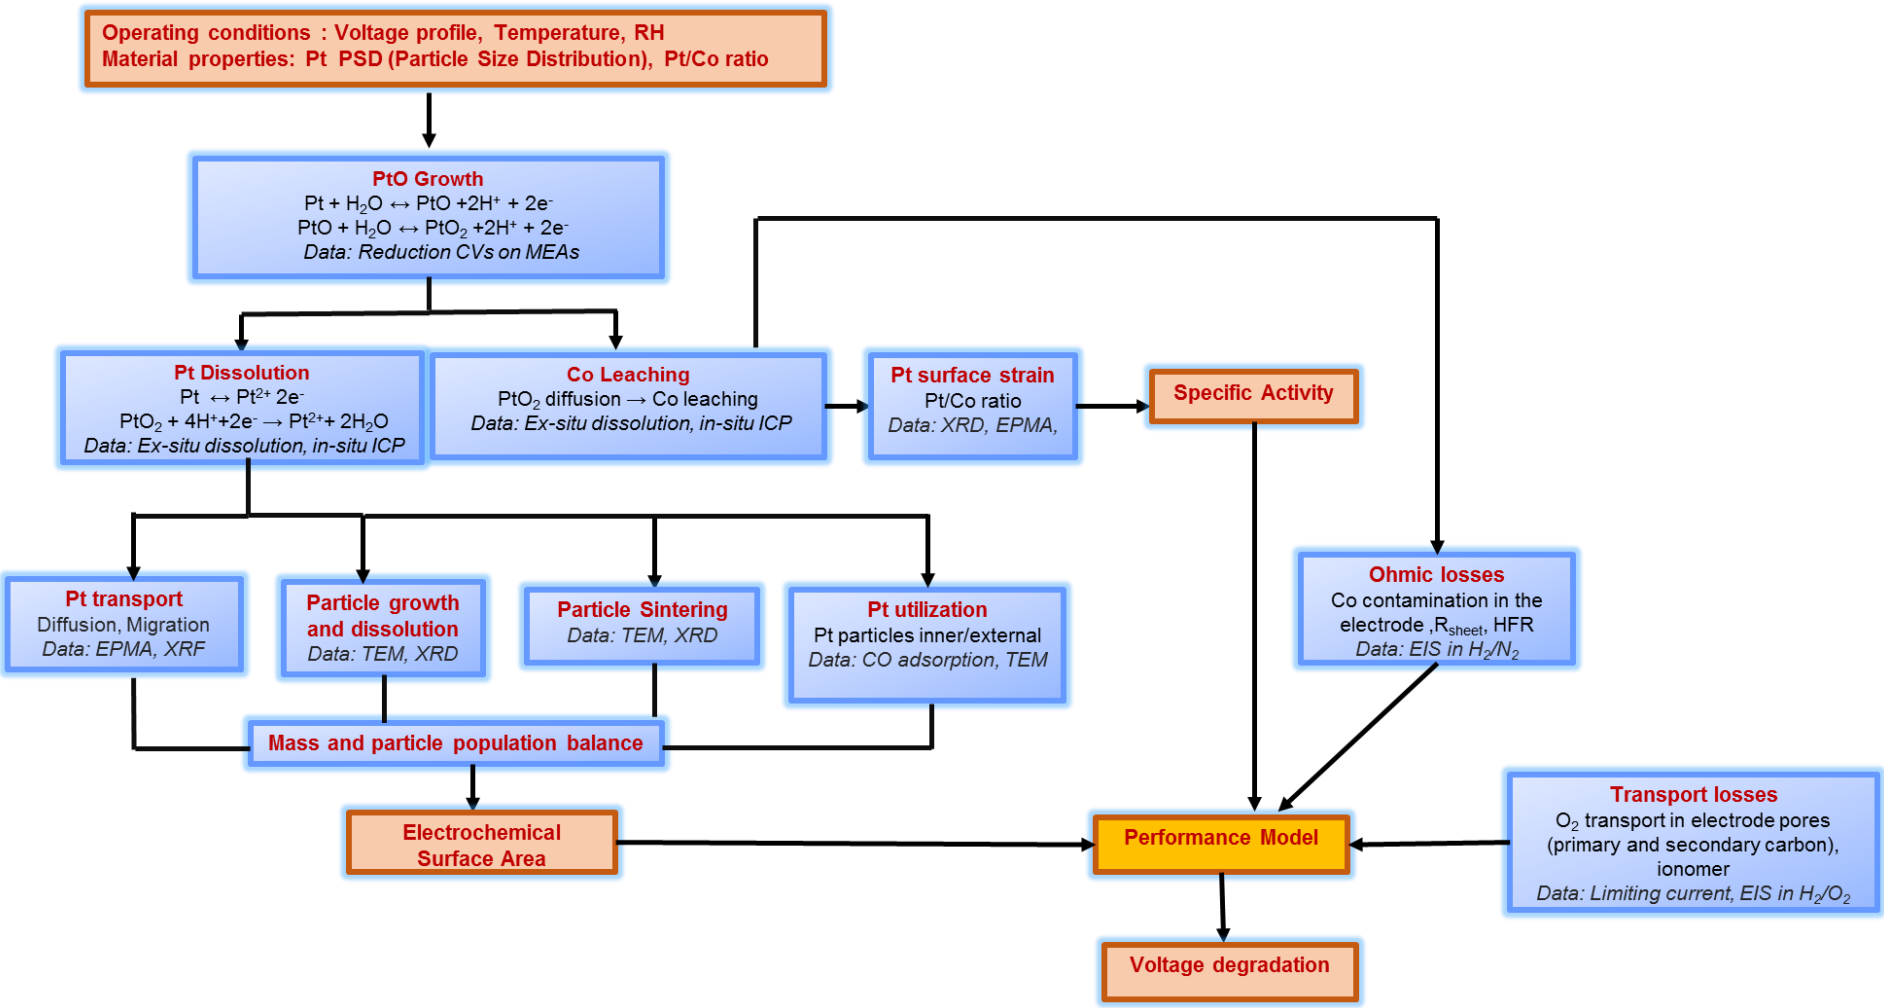 Operating conditions : Voltage profile, Temperature, RH
Material properties: Pt PSD (Particle Size Distribution), Pt/Co ratio
PtO Growth
Pt + H₂O ↔ PtO +2H⁺ + 2e⁻
PtO + H₂O ↔ PtO₂ +2H⁺ + 2e⁻
Data: Reduction CVs on MEAs
Pt Dissolution
Pt ↔ Pt²⁺ 2e⁻
PtO₂ + 4H⁺+2e⁻ → Pt²⁺+ 2H₂O
Data: Ex-situ dissolution, in-situ ICP
Co Leaching
PtO₂ diffusion → Co leaching
Data: Ex-situ dissolution, in-situ ICP
Pt surface strain
Pt/Co ratio
Data: XRD, EPMA,
Specific Activity
Pt transport
Diffusion, Migration
Data: EPMA, XRF
Particle growth
and dissolution
Data: TEM, XRD
Particle Sintering
Data: TEM, XRD
Pt utilization
Pt particles inner/external
Data: CO adsorption, TEM
Ohmic losses
Co contamination in the
electrode ,Rsheet, HFR
Data: EIS in H₂/N₂
Mass and particle population balance
Electrochemical
Surface Area
Performance Model
Transport losses
O₂ transport in electrode pores
(primary and secondary carbon),
ionomer
Data: Limiting current, EIS in H₂/O₂
Voltage degradation